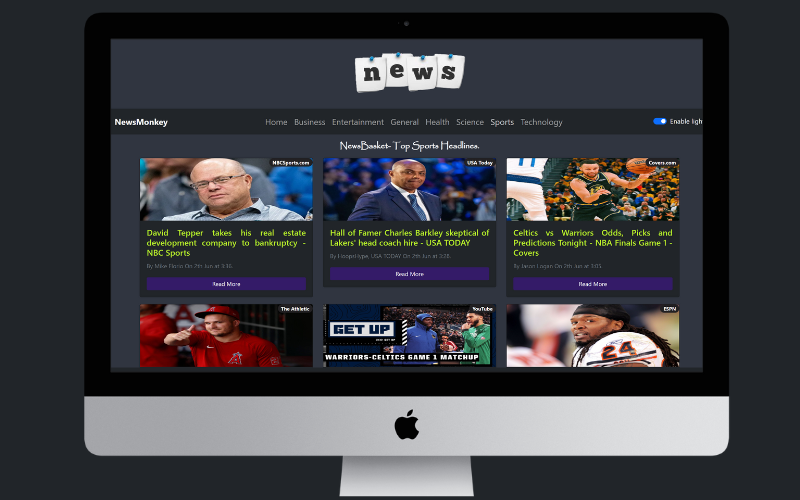 news
NewsMonkey Home Business Entertainment General Health Science Sports Technology Enable ligh
NewsBasket- Top Sports Headlines.
NBCSports.com
USA Today
Covers.com
David Tepper takes his real estate
development company to bankruptcy -
NBC Sports
By Mike Florio On 2th Jun at 3:16.
Read More
Hall of Famer Charles Barkley skeptical of
Lakers' head coach hire - USA TODAY
By HoopsHype, USA TODAY On 2th Jun at 3:28.
Read More
Celtics vs Warriors Odds, Picks and
Predictions Tonight - NBA Finals Game 1 -
Covers
By Jason Logan On 2th Jun at 3:05.
Read More
The Athletic
YouTube
GET UP
WARRIORS-CELTICS GAME 1 MATCHUP
ESPN
24